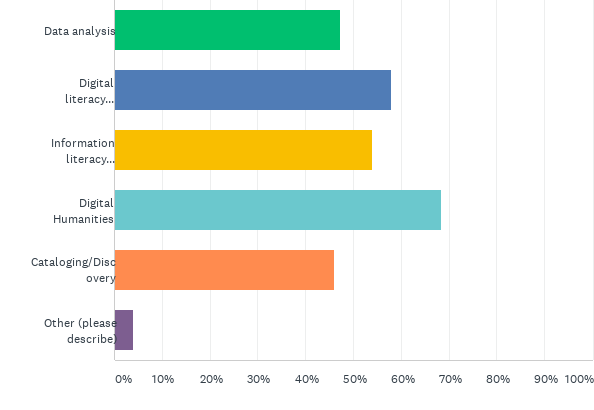 Data analysis
Digital
literacy...
Information
literacy...
Digital
Humanities
Cataloging/Disc
overy
Other (please
describe)
0% 10% 20% 30% 40% 50% 60% 70% 80% 90% 100%